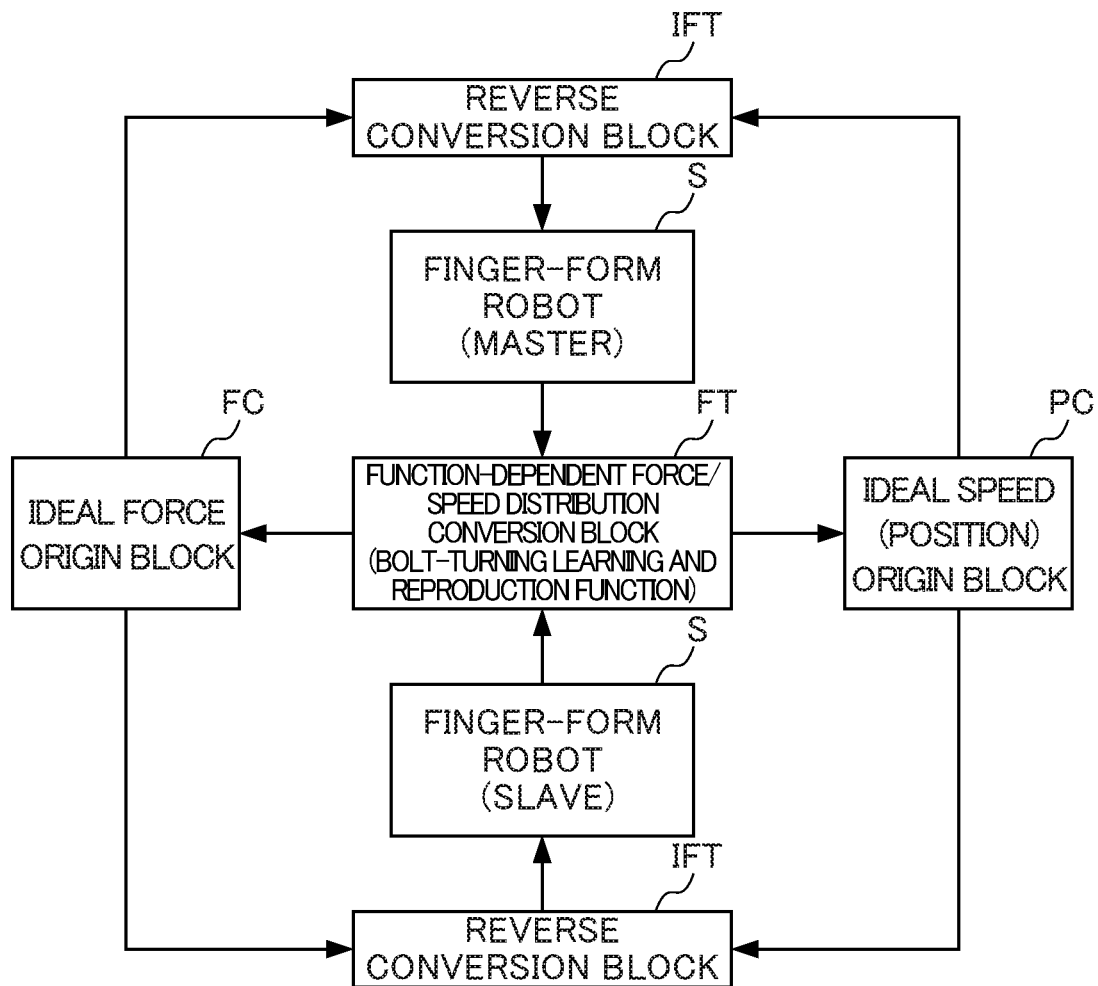 IFT
REVERSE
CONVERSION BLOCK
S
FINGER-FORM
ROBOT
(MASTER)
FC
FT
PC
IDEAL FORCE
ORIGIN BLOCK
FUNCTION-DEPENDENT FORCE/
SPEED DISTRIBUTION
CONVERSION BLOCK
(BOLT-TURNING LEARNING AND
REPRODUCTION FUNCTION)
IDEAL SPEED
(POSITION)
ORIGIN BLOCK
S
FINGER-FORM
ROBOT
(SLAVE)
IFT
REVERSE
CONVERSION BLOCK